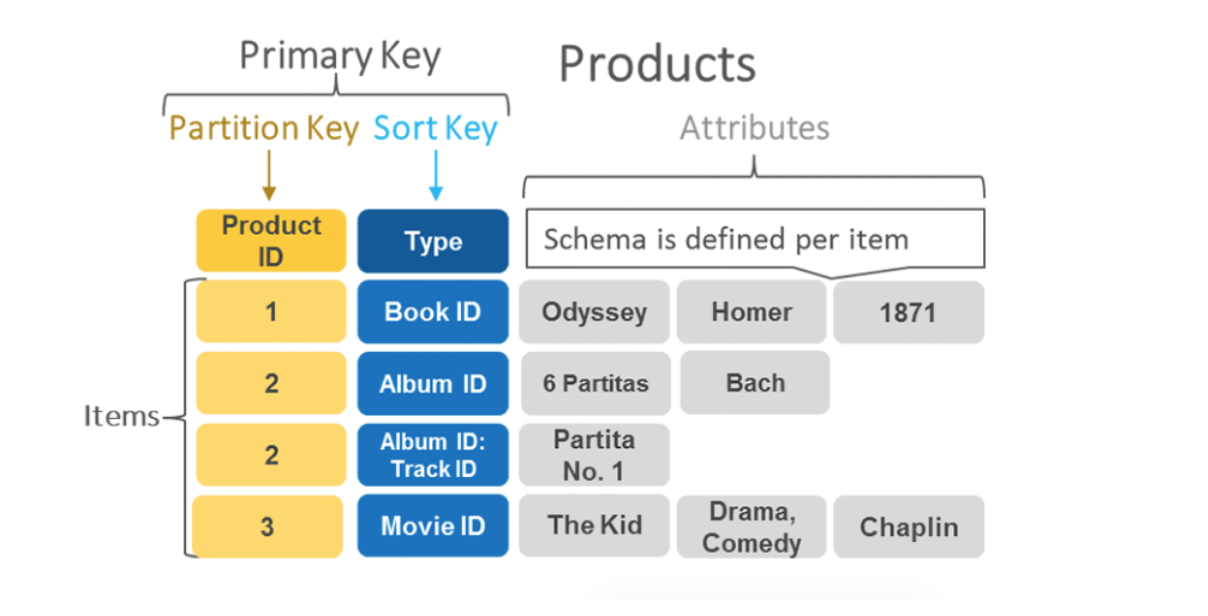 Primary Key
Products
Partition Key Sort Key
Attributes
Product
ID
Type
Schema is defined per item
Items
1
Book ID
Odyssey
Homer
1871
2
Album ID
6 Partitas
Bach
2
Album ID:
Track ID
Partita
No. 1
3
Movie ID
The Kid
Drama,
Comedy
Chaplin